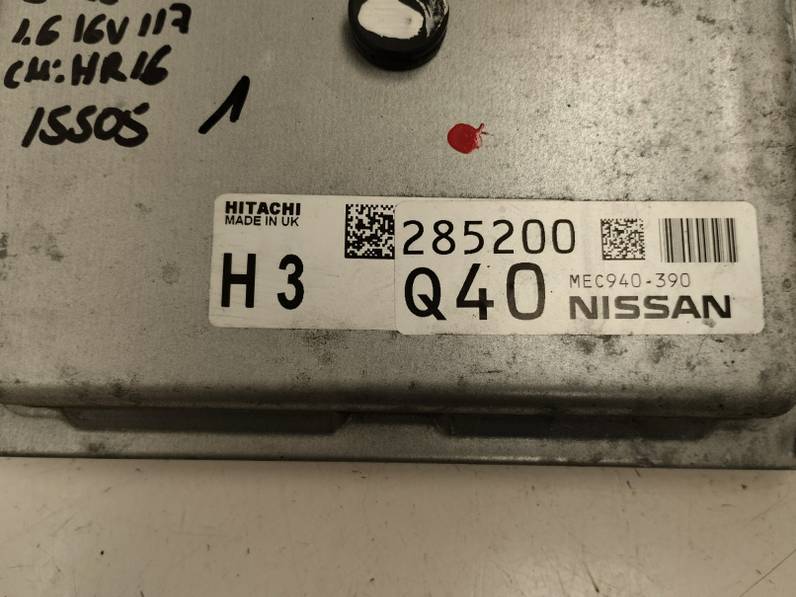 1.6 16V 117
CM: HR16
15505
1
HITACHI
MADE IN UK
H3
285200
Q40
MEC940-390
NISSAN